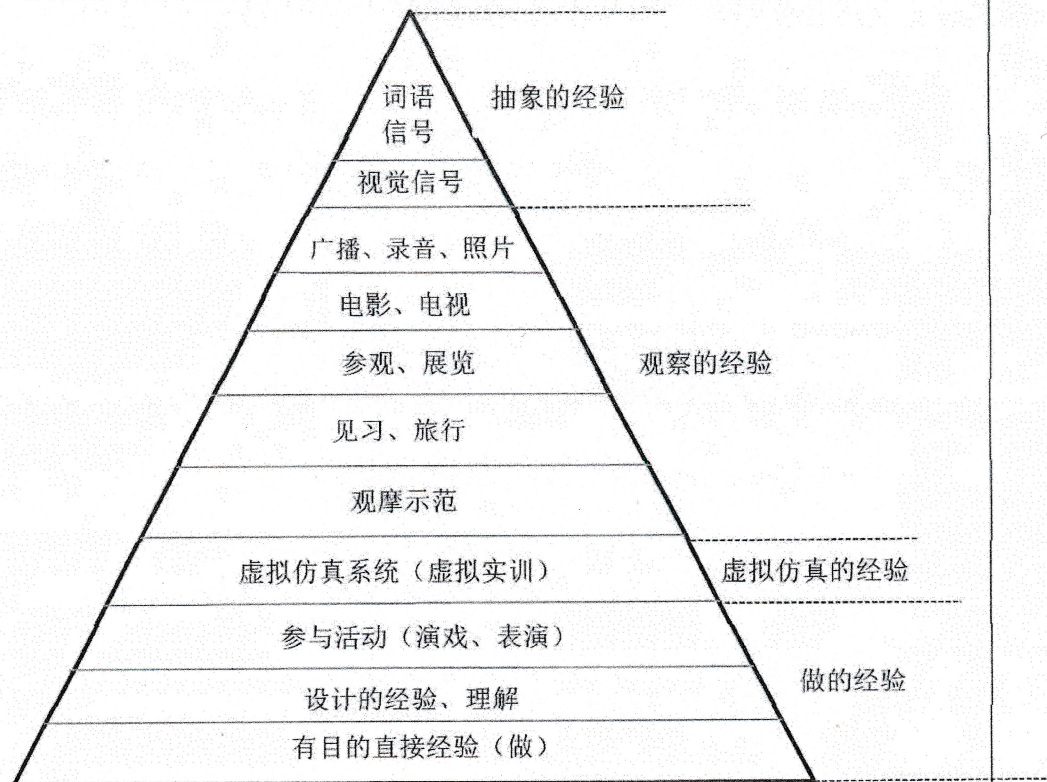 词语
信号
抽象的经验
视觉信号
广播、录音、照片
电影、电视
参观、展览
观察的经验
见习、旅行
观摩示范
虚拟仿真系统（虚拟实训）
虚拟仿真的经验
参与活动（演戏、表演）
做的经验
设计的经验、理解
有目的直接经验（做）